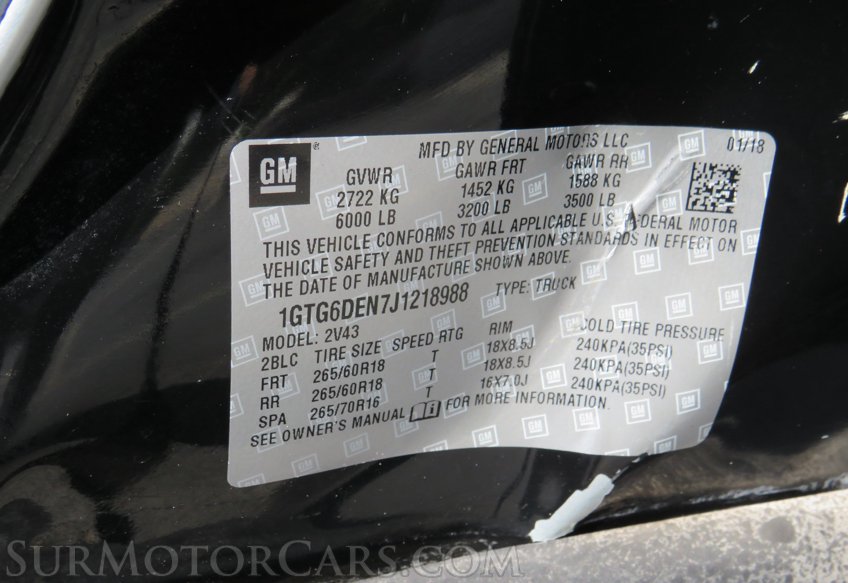 GM ®
MFD BY GENERAL MOTORS LLC 01/18
GVWR GAWR FRT GAWR RR
2722 KG 1452 KG 1588 KG
6000 LB 3200 LB 3500 LB
THIS VEHICLE CONFORMS TO ALL APPLICABLE U.S. FEDERAL MOTOR
VEHICLE SAFETY AND THEFT PREVENTION STANDARDS IN EFFECT ON
THE DATE OF MANUFACTURE SHOWN ABOVE.
1GTG6DEN7J1218988 TYPE: TRUCK
MODEL: 2V43
2BLC TIRE SIZE SPEED RTG RIM COLD TIRE PRESSURE
FRT 265/60R18 T 18X8.5J 240KPA(35PSI)
RR 265/60R18 T 18X8.5J 240KPA(35PSI)
SPA 265/70R16 T 16X7.0J 240KPA(35PSI)
SEE OWNER'S MANUAL i FOR MORE INFORMATION.
SurMotorCars.com